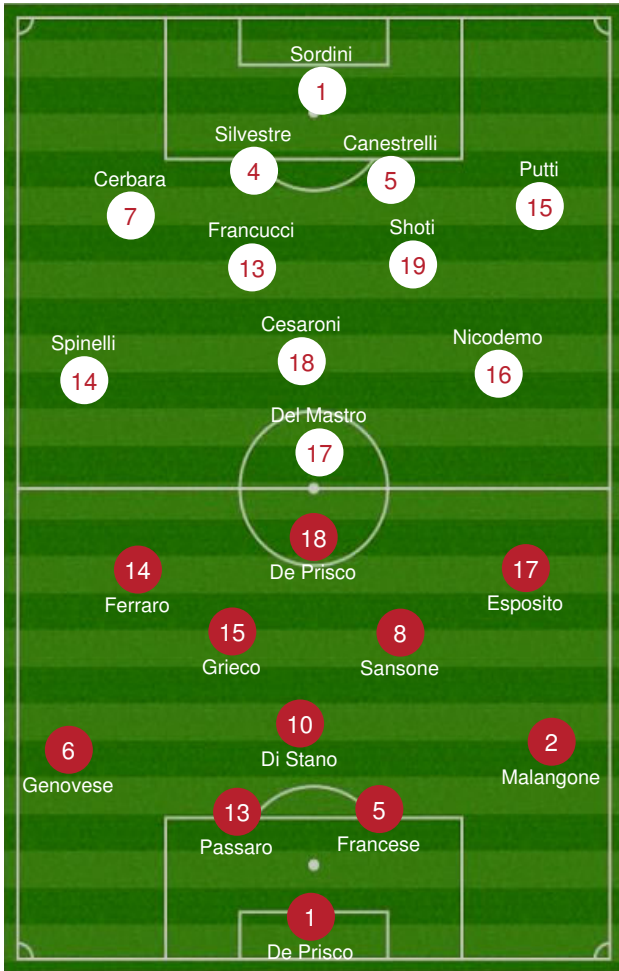 Sordini
1
Silvestre
4
Canestrelli
5
Cerbara
7
Putti
15
Francucci
13
Shoti
19
Spinelli
14
Cesaroni
18
Nicodemo
16
Del Mastro
17
18
De Prisco
14
Ferraro
17
Esposito
15
Grieco
8
Sansone
10
Di Stano
6
Genovese
2
Malangone
13
Passaro
5
Francese
1
De Prisco